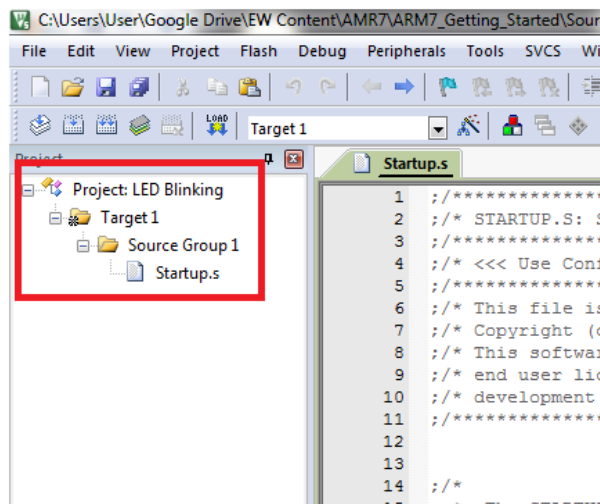 C:\Users\User\Google Drive\EW Content\AMR7\ARM7_Getting_Started\Sour
File Edit View Project Flash Debug Peripherals Tools SVCS Wi
LOAD Target 1
Project
Startup.s
Project: LED Blinking
Target 1
Source Group 1
Startup.s
1 ;/**************
2 ;/* STARTUP.S: S
3 ;/**************
4 ;/* <<< Use Conf
5 ;/**************
6 ;/* This file is
7 ;/* Copyright (c
8 ;/* This softwar
9 ;/* end user lic
10 ;/* development
11 ;/**************
12
13
14 ;/*